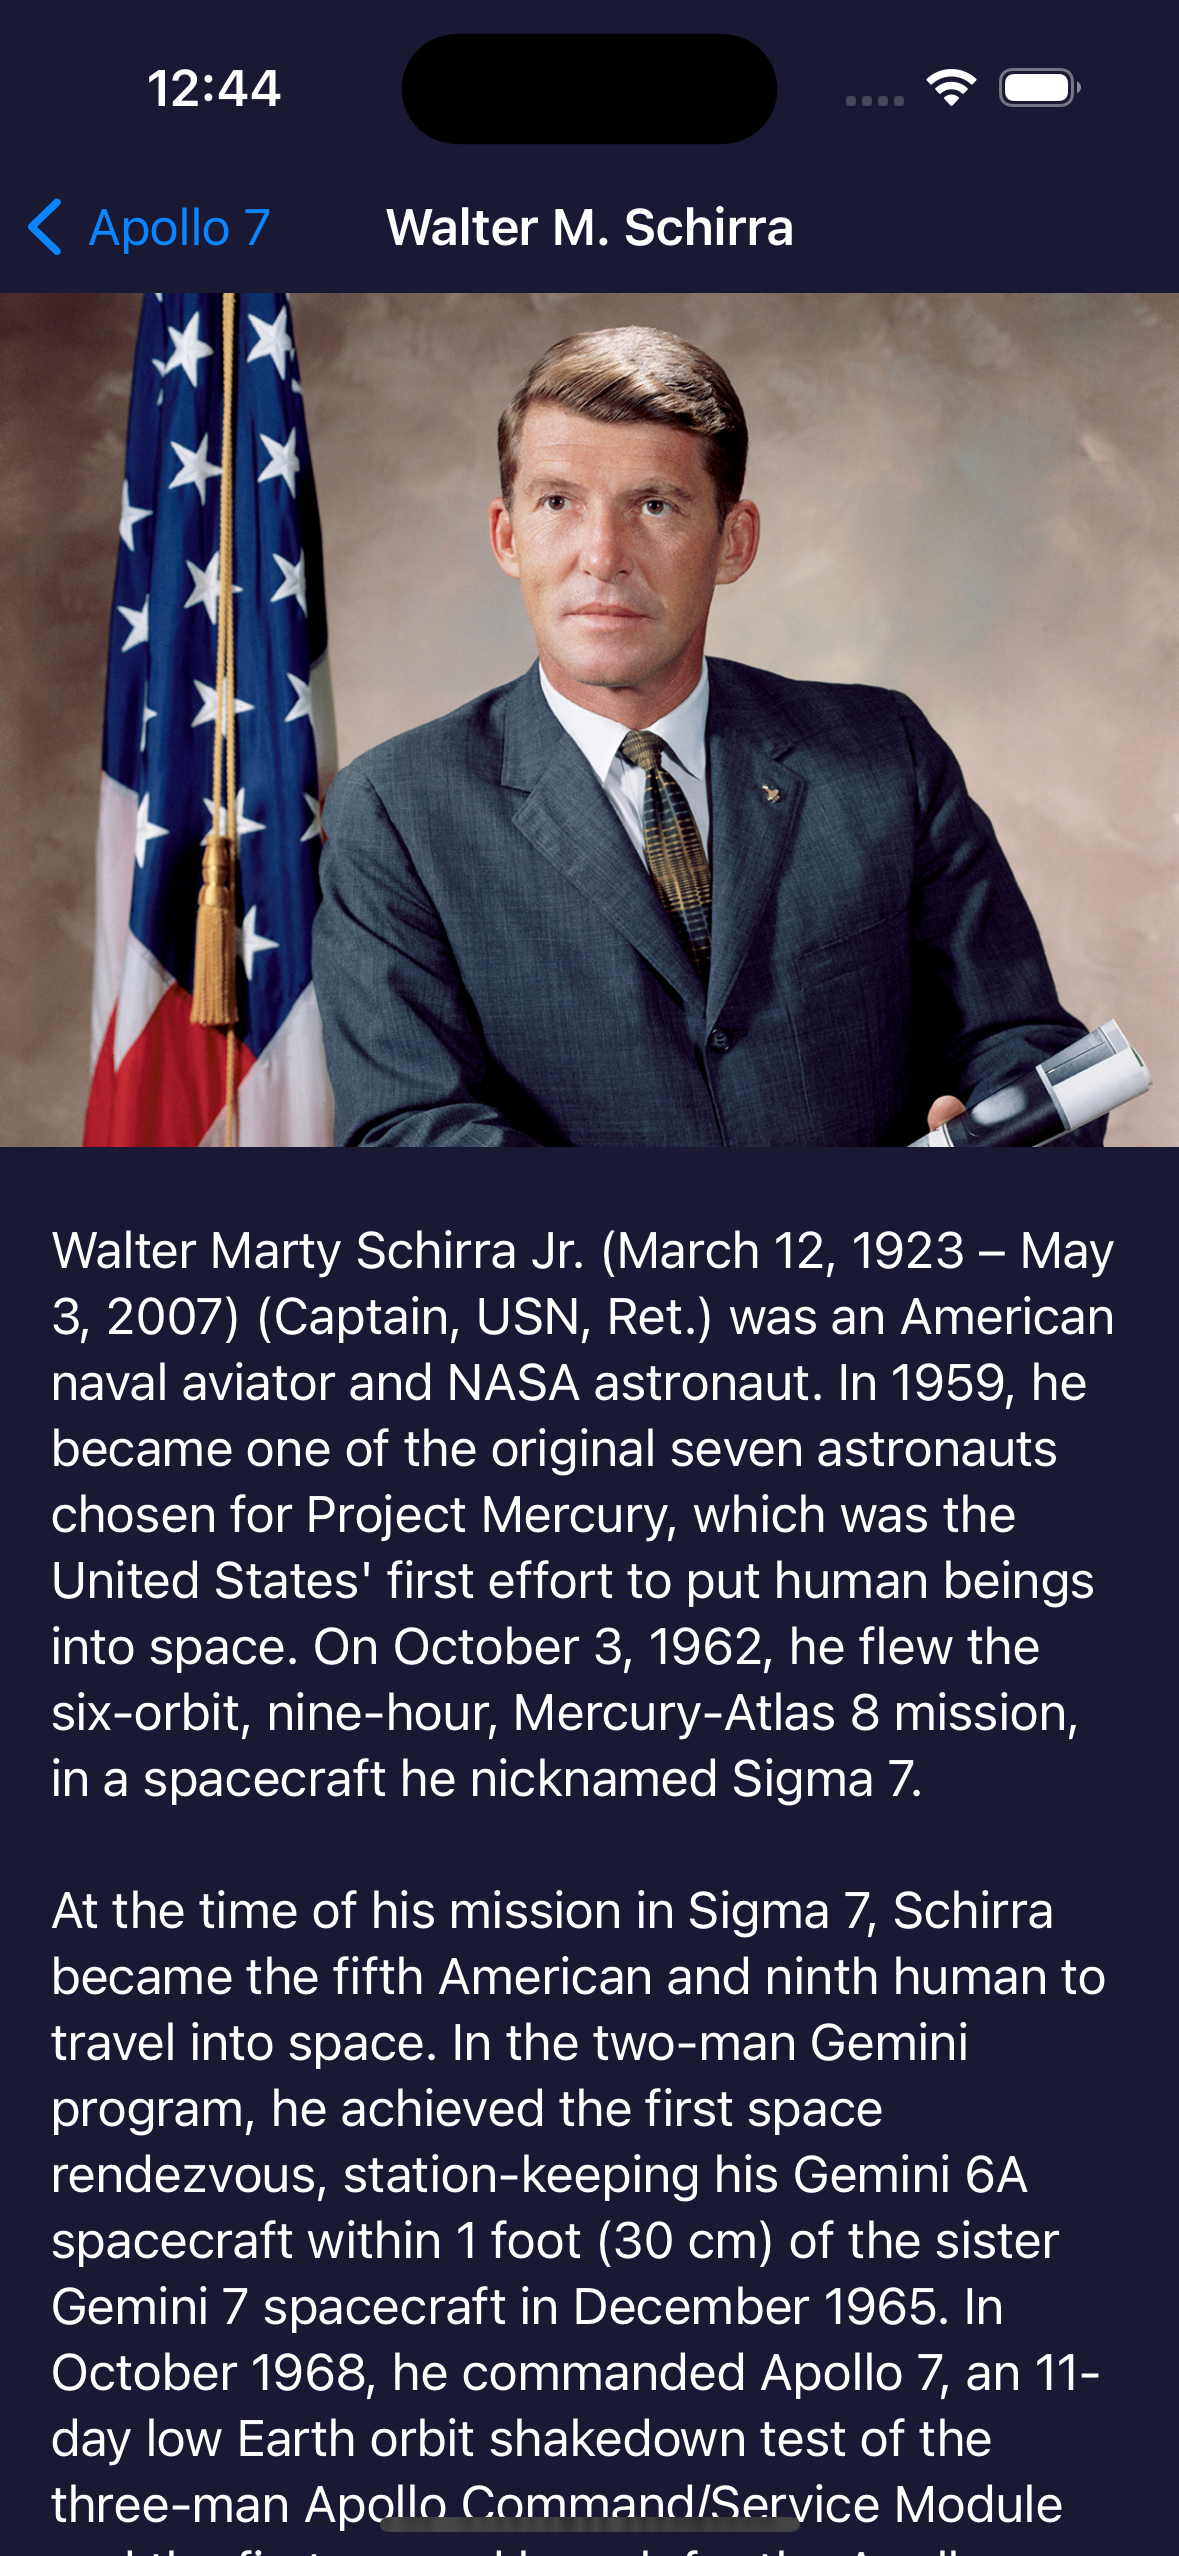 12:44
Apollo 7
Walter M. Schirra
Walter Marty Schirra Jr. (March 12, 1923 – May
3, 2007) (Captain, USN, Ret.) was an American
naval aviator and NASA astronaut. In 1959, he
became one of the original seven astronauts
chosen for Project Mercury, which was the
United States' first effort to put human beings
into space. On October 3, 1962, he flew the
six-orbit, nine-hour, Mercury-Atlas 8 mission,
in a spacecraft he nicknamed Sigma 7.
At the time of his mission in Sigma 7, Schirra
became the fifth American and ninth human to
travel into space. In the two-man Gemini
program, he achieved the first space
rendezvous, station-keeping his Gemini 6A
spacecraft within 1 foot (30 cm) of the sister
Gemini 7 spacecraft in December 1965. In
October 1968, he commanded Apollo 7, an 11-
day low Earth orbit shakedown test of the
three-man Apollo Command/Service Module